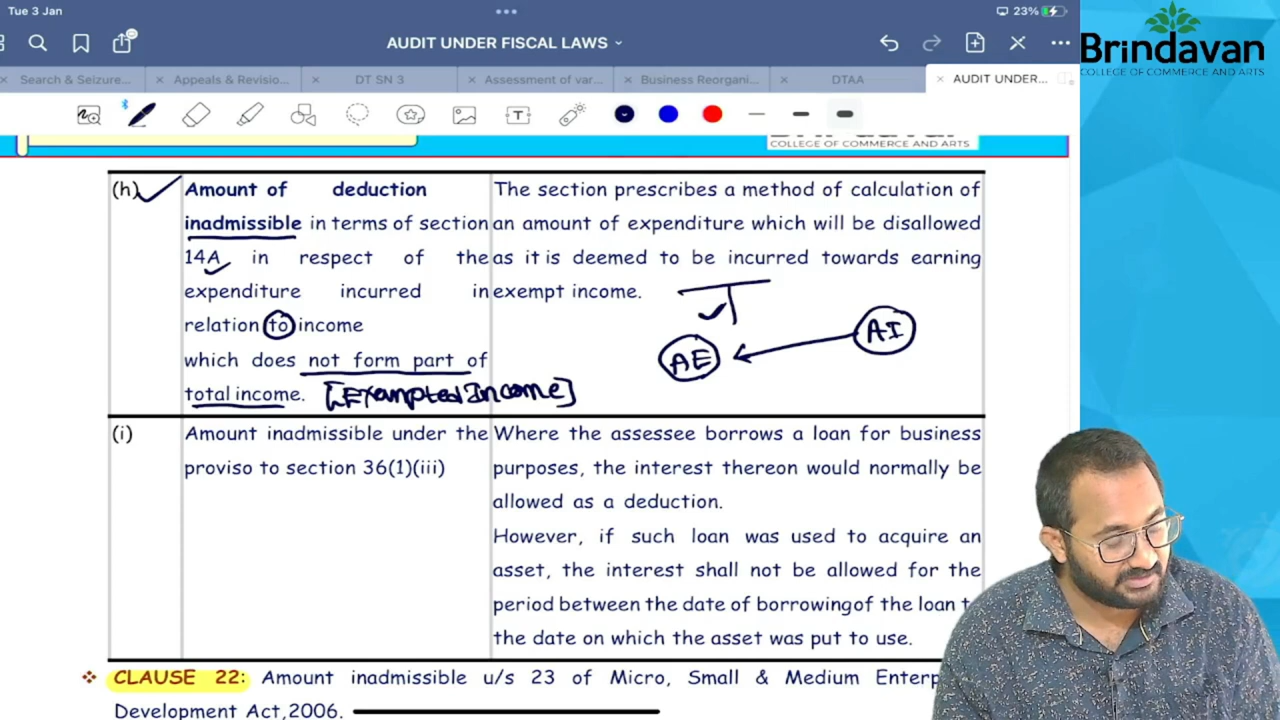 Tue 3 Jan
23%
AUDIT UNDER FISCAL LAWS
Brindavan
COLLEGE OF COMMERCE AND ARTS
Search & Seizure...
Appeals & Revisio...
DT SN 3
Assessment of var...
Business Reorgani...
DTAA
AUDIT UNDER...
COLLEGE OF COMMERCE AND ARTS
(h)
Amount of deduction
inadmissible in terms of section
14A in respect of the
expenditure incurred in
relation to income
which does not form part of
total income. [Exempted Income]
The section prescribes a method of calculation of
an amount of expenditure which will be disallowed
as it is deemed to be incurred towards earning
exempt income.
AE
AI
(i)
Amount inadmissible under the
proviso to section 36(1)(iii)
Where the assessee borrows a loan for business
purposes, the interest thereon would normally be
allowed as a deduction.
However, if such loan was used to acquire an
asset, the interest shall not be allowed for the
period between the date of borrowing of the loan
the date on which the asset was put to use.
❖ CLAUSE 22: Amount inadmissible u/s 23 of Micro, Small & Medium
Development Act,2006.